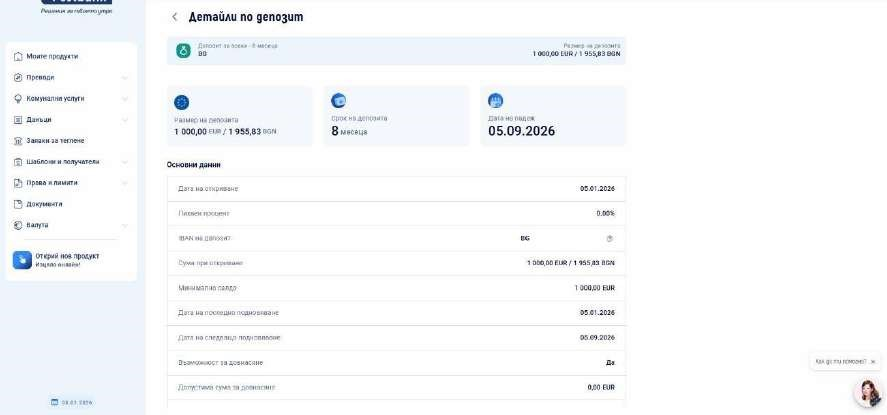 Решения за твоето утре
Моите продукти
Преводи
Комунални услуги
Данъци
Заявки за теглене
Шаблони и получатели
Права и лимити
Документи
Валута
Открий нов продукт
Изцяло онлайн!
08.01.2026
Детайли по депозит
Депозит за всеки - 8 месеца
BG
Размер на депозита
1 000,00 EUR / 1 955,83 BGN
Размер на депозита
1 000,00 EUR / 1 955,83 BGN
Срок на депозита
8 месеца
Дата на падеж
05.09.2026
Основни данни
Дата на откриване 05.01.2026
Лихвен процент 0.00%
IBAN на депозит BG
Сума при откриване 1 000,00 EUR / 1 955,83 BGN
Минимално салдо 1 000,00 EUR
Дата на последно подновяване 05.01.2026
Дата на следващо подновяване 05.09.2026
Възможност за довнасяне Да
Допустима сума за довнасяне 0,00 EUR
Как да ти помогна?